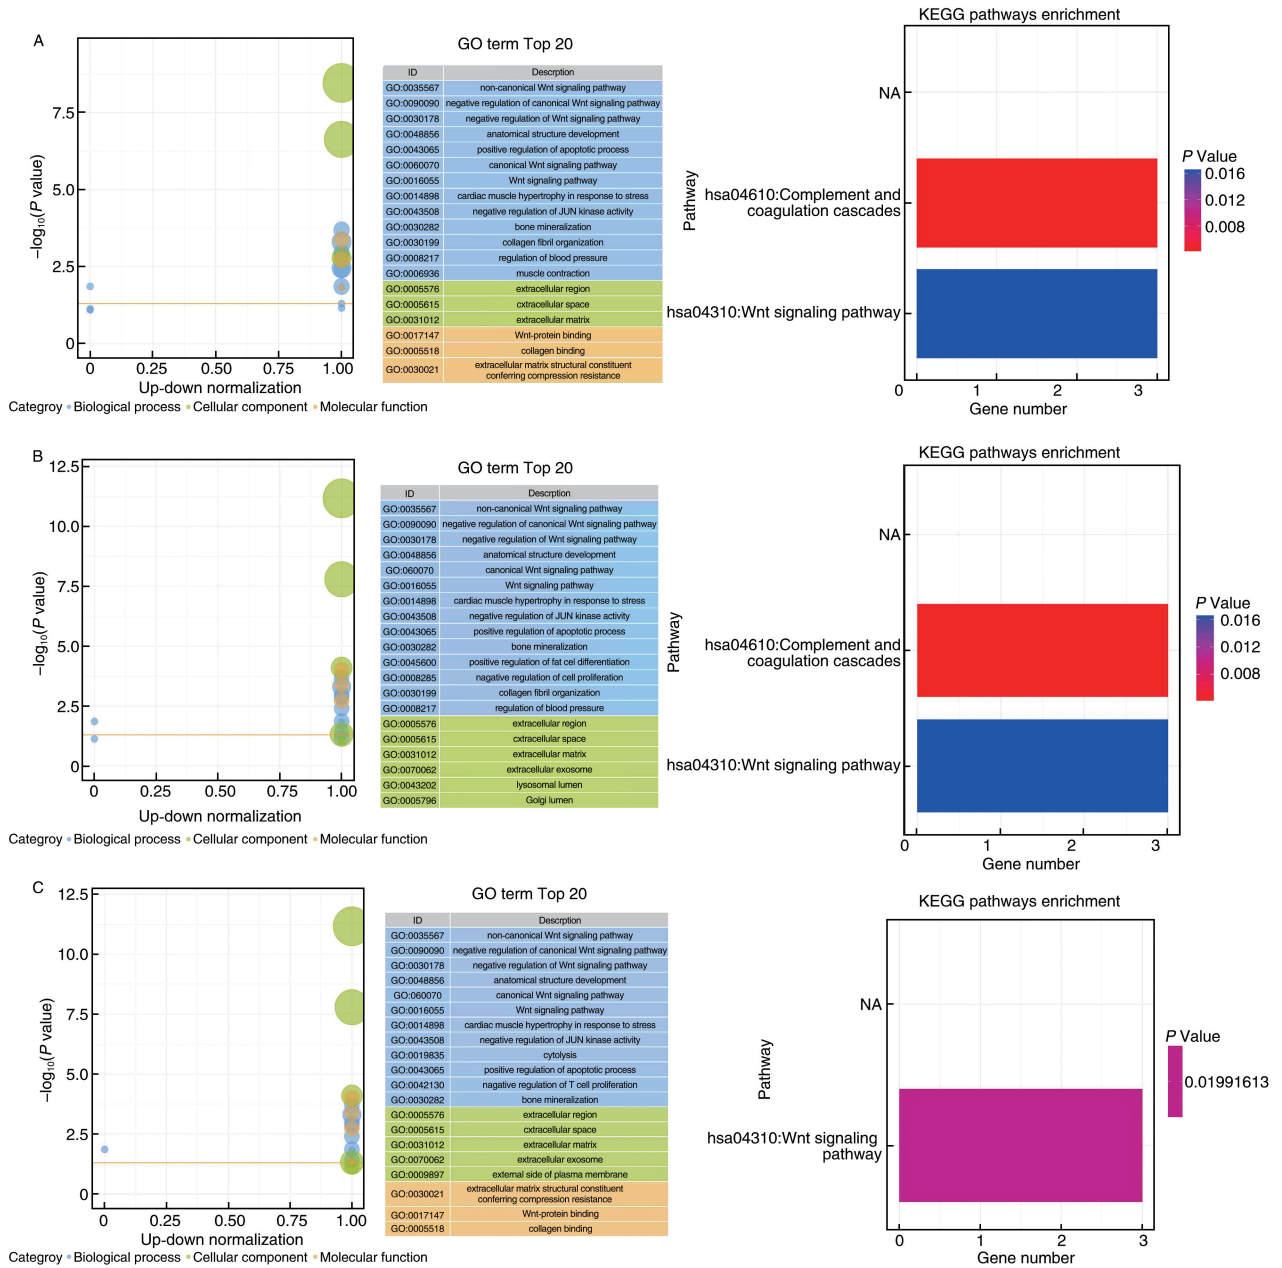 A
7.5
5.0
2.5
0
−log10(P value)
0 0.25 0.50 0.75 1.00
Up-down normalization
Categroy Biological process Cellular component Molecular function
GO term Top 20
ID Descrption
GO:0035567 non-canonical Wnt signaling pathway
GO:0090090 negative regulation of canonical Wnt signaling pathway
GO:0030178 negative regulation of Wnt signaling pathway
GO:0048856 anatomical structure development
GO:0043065 positive regulation of apoptotic process
GO:0060070 canonical Wnt signaling pathway
GO:0016055 Wnt signaling pathway
GO:0014898 cardiac muscle hypertrophy in response to stress
GO:0043508 negative regulation of JUN kinase activity
GO:0030282 bone mineralization
GO:0030199 collagen fibril organization
GO:0008217 regulation of blood pressure
GO:0006936 muscle contraction
GO:0005576 extracellular region
GO:0005615 cxtracellular space
GO:0031012 extracellular matrix
GO:0017147 Wnt-protein binding
GO:0005518 collagen binding
GO:0030021 extracellular matrix structural constituent
conferring compression resistance
KEGG pathways enrichment
Pathway
NA
hsa04610:Complement and
coagulation cascades
hsa04310:Wnt signaling pathway
0 1 2 3
Gene number
P Value
0.016
0.012
0.008
B
12.5
10.0
7.5
5.0
2.5
0
−log10(P value)
0 0.25 0.50 0.75 1.00
Up-down normalization
Categroy Biological process Cellular component Molecular function
GO term Top 20
ID Descrption
GO:0035567 non-canonical Wnt signaling pathway
GO:0090090 negative regulation of canonical Wnt signaling pathway
GO:0030178 negative regulation of Wnt signaling pathway
GO:0048856 anatomical structure development
GO:060070 canonical Wnt signaling pathway
GO:0016055 Wnt signaling pathway
GO:0014898 cardiac muscle hypertrophy in response to stress
GO:0043508 negative regulation of JUN kinase activity
GO:0043065 positive regulation of apoptotic process
GO:0030282 bone mineralization
GO:0045600 positive regulation of fat cel differentiation
GO:0008285 nagative regulation of cell proliferation
GO:0030199 collagen fibril organization
GO:0008217 regulation of blood pressure
GO:0005576 extracellular region
GO:0005615 cxtracellular space
GO:0031012 extracellular matrix
GO:0070062 extracellular exosome
GO:0043202 lysosomal lumen
GO:0005796 Golgi lumen
KEGG pathways enrichment
Pathway
NA
hsa04610:Complement and
coagulation cascades
hsa04310:Wnt signaling pathway
0 1 2 3
Gene number
P Value
0.016
0.012
0.008
C
12.5
10.0
7.5
5.0
2.5
0
−log10(P value)
0 0.25 0.50 0.75 1.00
Up-down normalization
Categroy Biological process Cellular component Molecular function
GO term Top 20
ID Descrption
GO:0035567 non-canonical Wnt signaling pathway
GO:0090090 negative regulation of canonical Wnt signaling pathway
GO:0030178 negative regulation of Wnt signaling pathway
GO:0048856 anatomical structure development
GO:060070 canonical Wnt signaling pathway
GO:0016055 Wnt signaling pathway
GO:0014898 cardiac muscle hypertrophy in response to stress
GO:0043508 negative regulation of JUN kinase activity
GO:0019835 cytolysis
GO:0043065 positive regulation of apoptotic process
GO:0042130 nagative regulation of T cell proliferation
GO:0030282 bone mineralization
GO:0005576 extracellular region
GO:0005615 cxtracellular space
GO:0031012 extracellular matrix
GO:0070062 extracellular exosome
GO:0009897 external side of plasma membrane
GO:0030021 extracellular matrix structural constituent
conferring compression resistance
GO:0017147 Wnt-protein binding
GO:0005518 collagen binding
KEGG pathways enrichment
Pathway
NA
hsa04310:Wnt signaling
pathway
0 1 2 3
Gene number
P Value
0.01991613